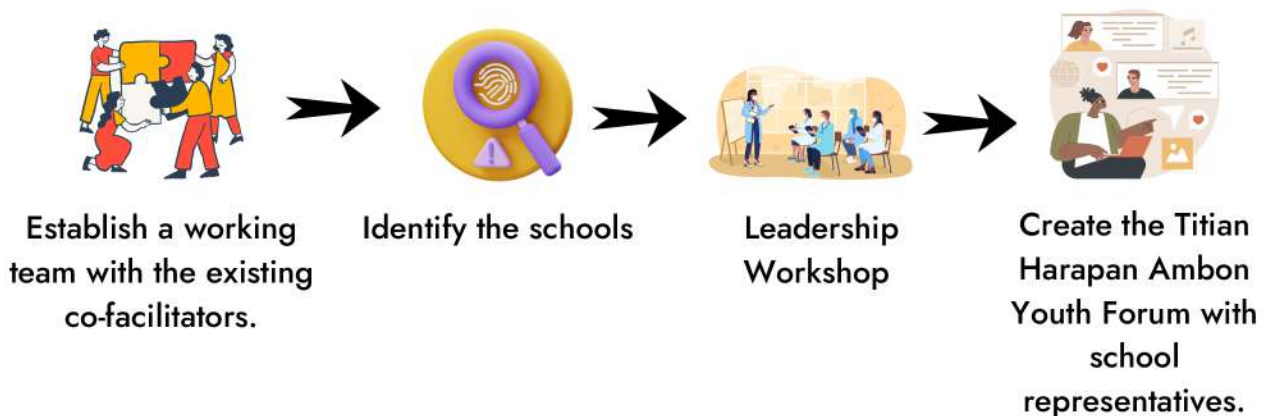 Establish a working
team with the existing
co-facilitators.
Identify the schools
Leadership
Workshop
Create the Titian
Harapan Ambon
Youth Forum with
school
representatives.